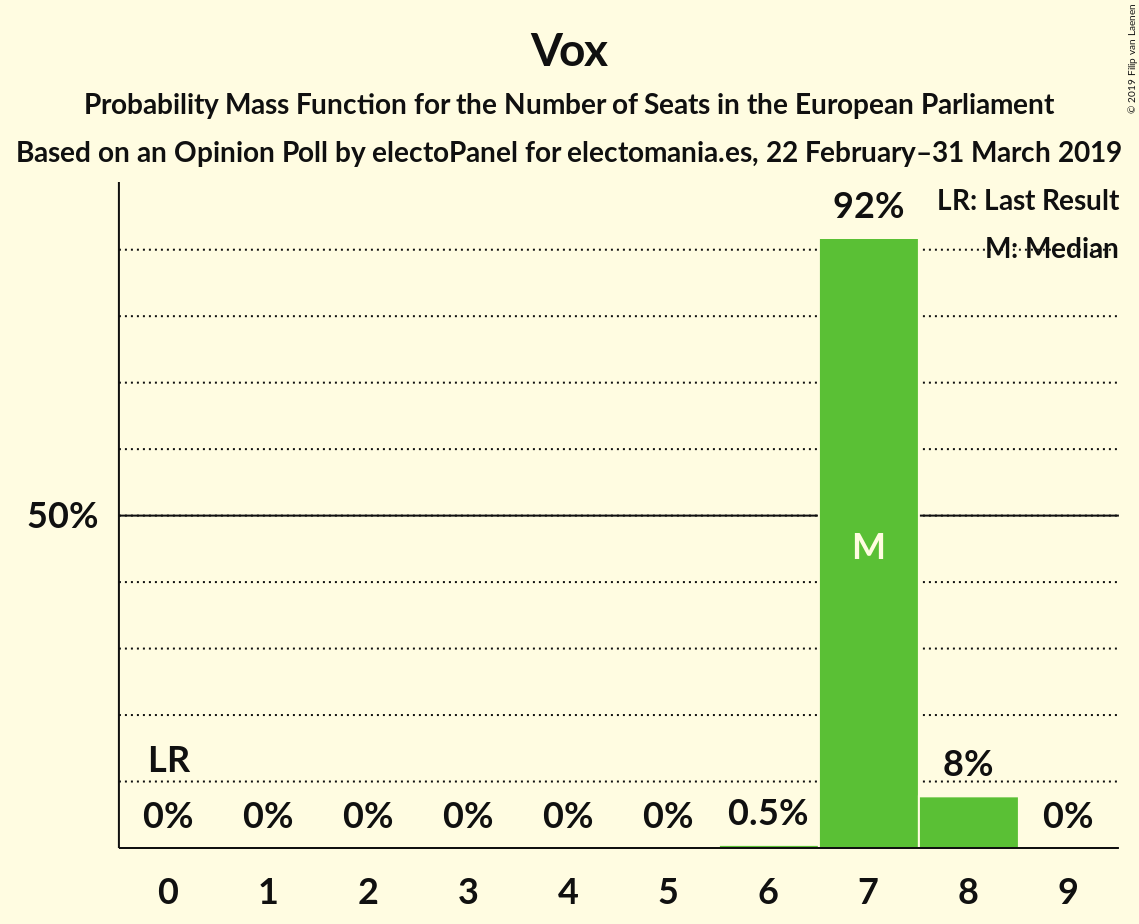 Vox
Probability Mass Function for the Number of Seats in the European Parliament
Based on an Opinion Poll by electoPanel for electomania.es, 22 February–31 March 2019
© 2019 Filip van Laenen
LR: Last Result
M: Median
92%
50%
M
LR
8%
0% 0% 0% 0% 0% 0% 0.5% 0%
0 1 2 3 4 5 6 7 8 9